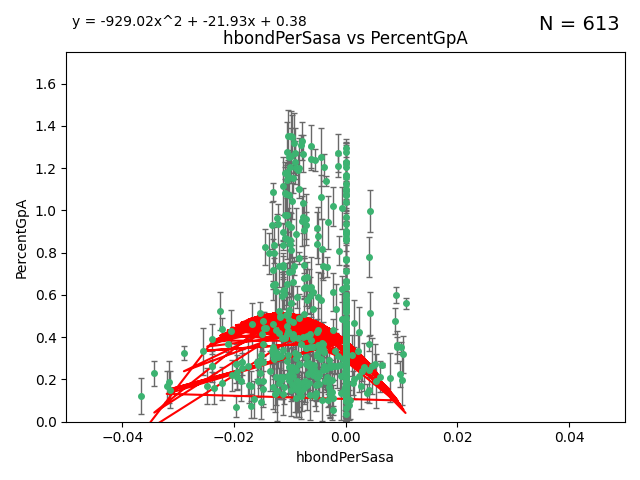 y = -929.02x^2 + -21.93x + 0.38
N = 613
hbondPerSasa vs PercentGpA
PercentGpA
1.6
1.4
1.2
1.0
0.8
0.6
0.4
0.2
0.0
−0.04 −0.02 0.00 0.02 0.04
hbondPerSasa